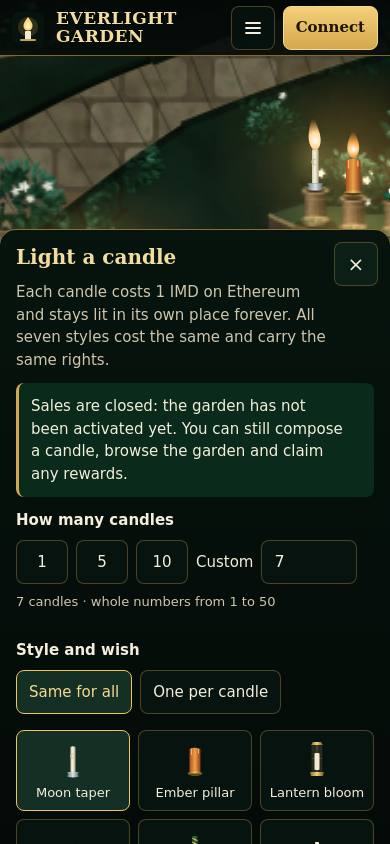 EVERLIGHT
GARDEN
Connect
Light a candle
Each candle costs 1 IMD on Ethereum
and stays lit in its own place forever. All
seven styles cost the same and carry the
same rights.
Sales are closed: the garden has not
been activated yet. You can still compose
a candle, browse the garden and claim
any rewards.
How many candles
1 5 10 Custom 7
7 candles · whole numbers from 1 to 50
Style and wish
Same for all One per candle
Moon taper Ember pillar Lantern bloom